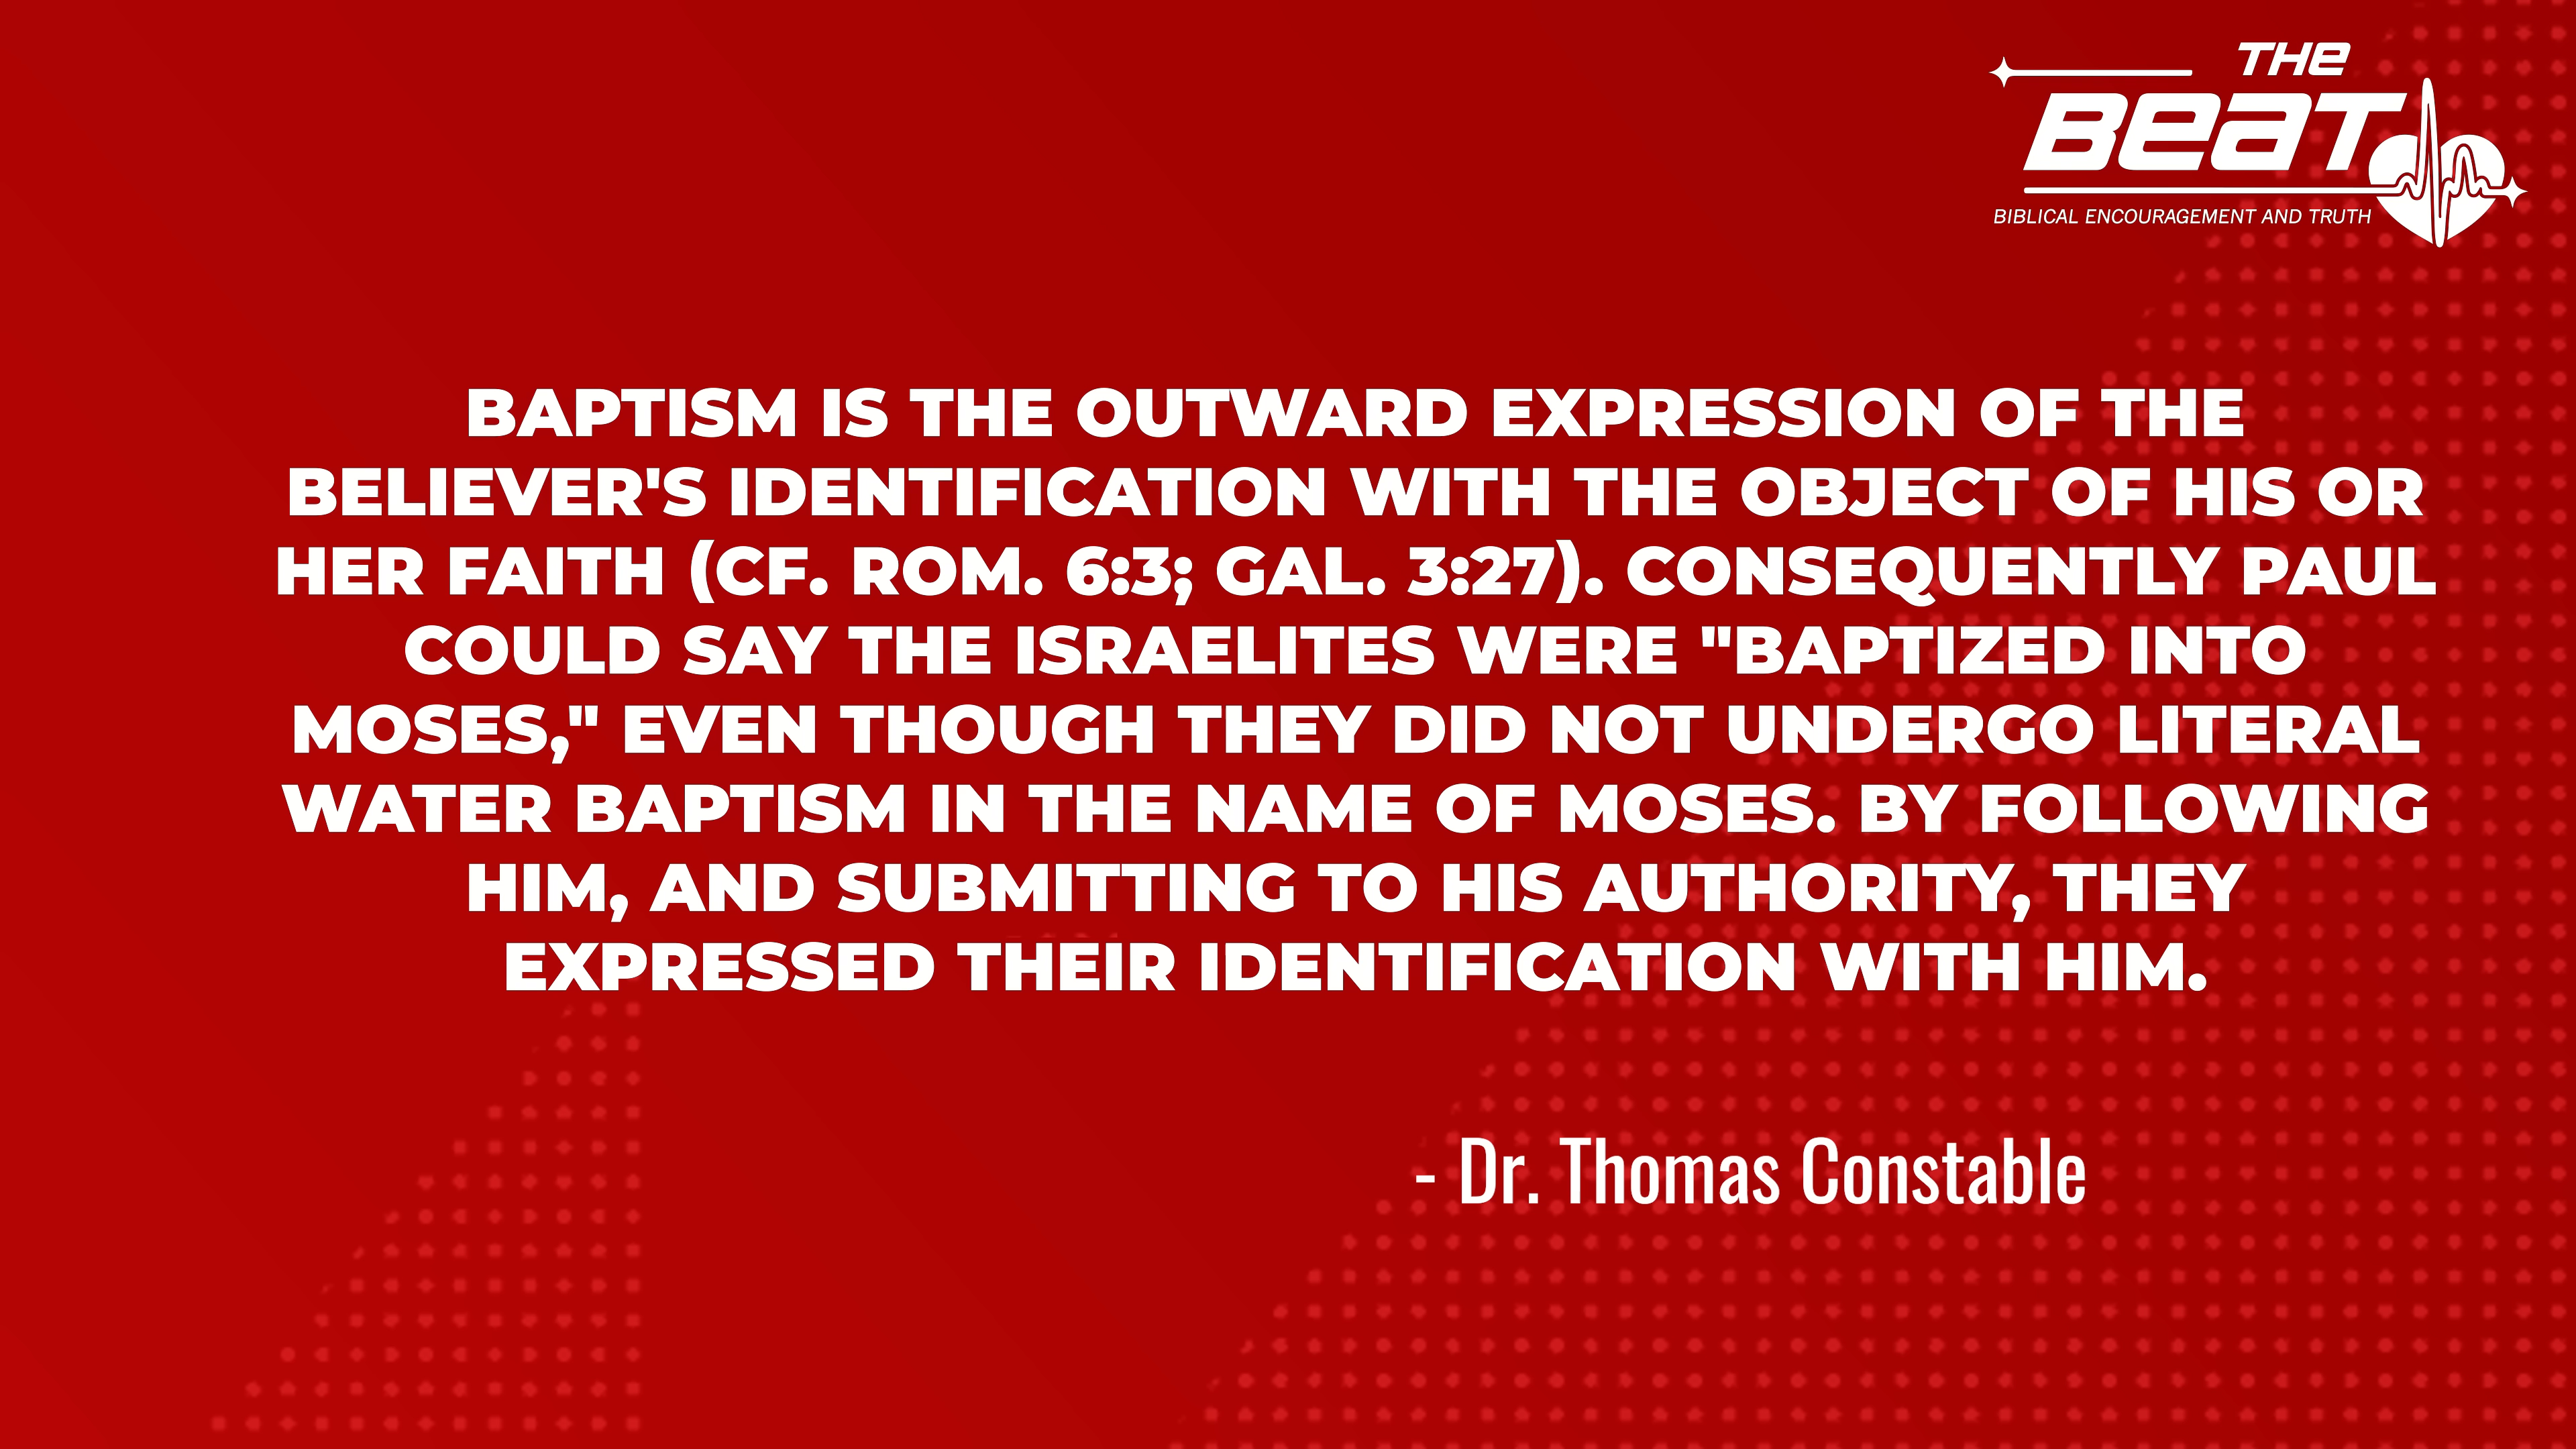 THE
BEAT
BIBLICAL ENCOURAGEMENT AND TRUTH
BAPTISM IS THE OUTWARD EXPRESSION OF THE
BELIEVER'S IDENTIFICATION WITH THE OBJECT OF HIS OR
HER FAITH (CF. ROM. 6:3; GAL. 3:27). CONSEQUENTLY PAUL
COULD SAY THE ISRAELITES WERE "BAPTIZED INTO
MOSES," EVEN THOUGH THEY DID NOT UNDERGO LITERAL
WATER BAPTISM IN THE NAME OF MOSES. BY FOLLOWING
HIM, AND SUBMITTING TO HIS AUTHORITY, THEY
EXPRESSED THEIR IDENTIFICATION WITH HIM.
- Dr. Thomas Constable